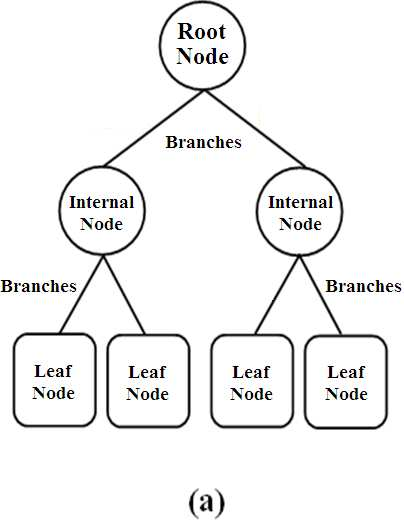 Root
Node
Branches
Internal
Node
Internal
Node
Branches
Branches
Leaf
Node
Leaf
Node
Leaf
Node
Leaf
Node
(a)